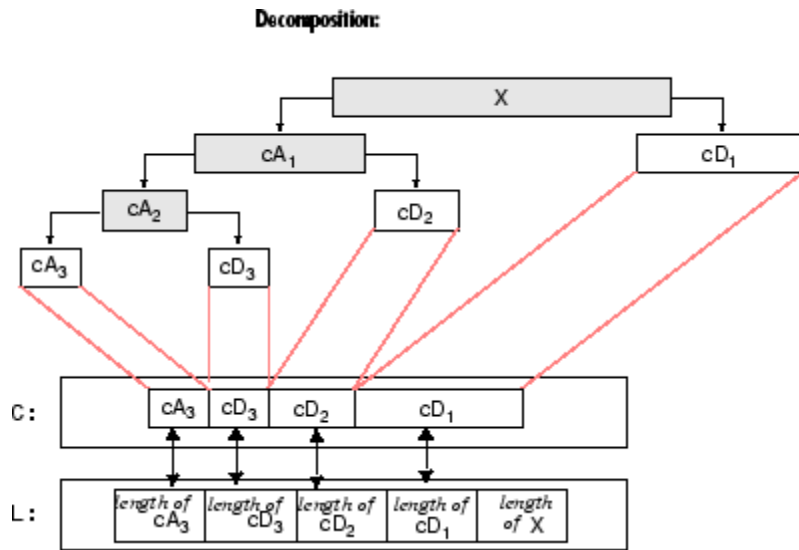 Decomposition:
X
cA₁
cD₁
cA₂
cD₂
cA₃
cD₃
C:
cA₃ cD₃ cD₂ cD₁
L:
length of cA₃
length of cD₃
length of cD₂
length of cD₁
length of X